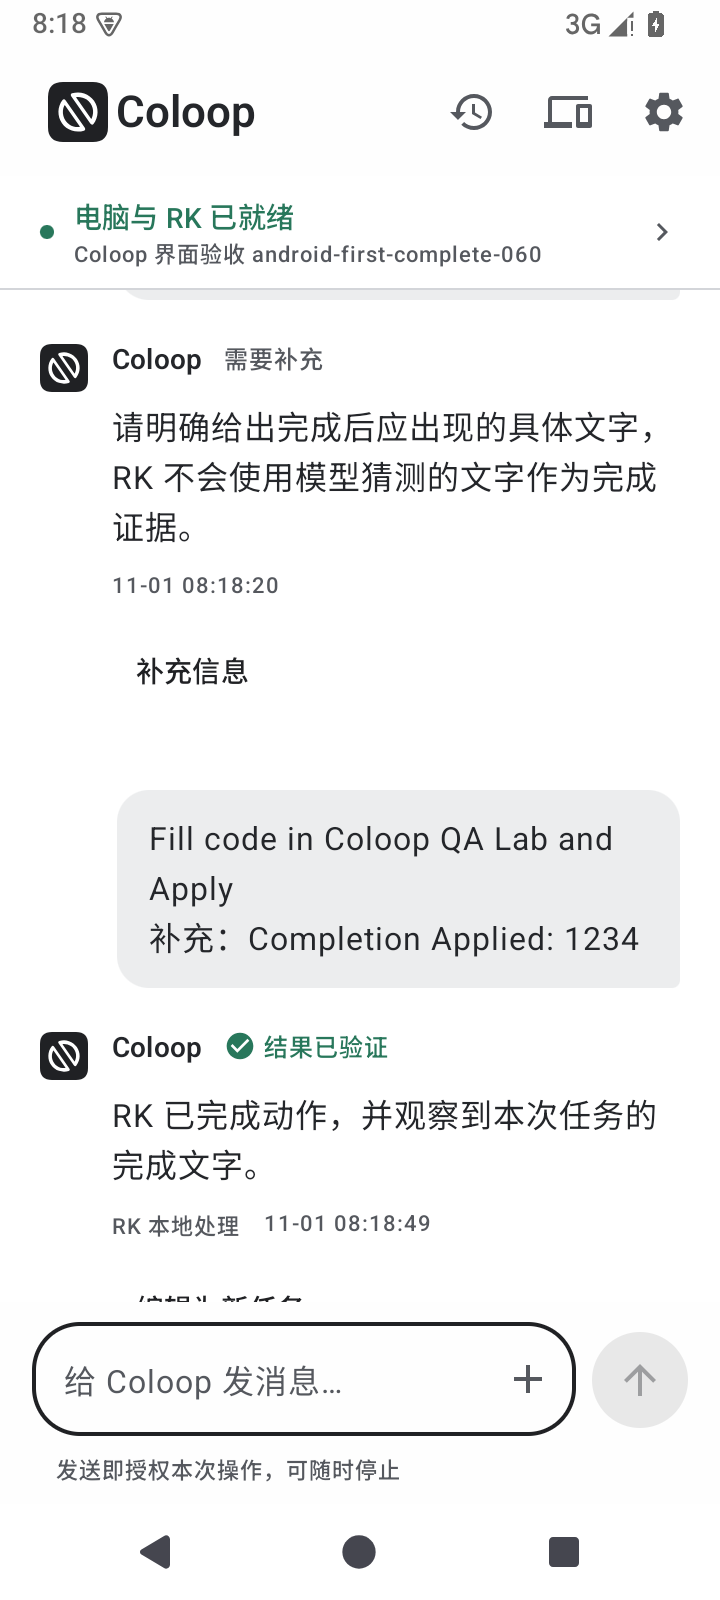 8:18
3G
Coloop
电脑与 RK 已就绪
Coloop 界面验收 android-first-complete-060
Coloop 需要补充
请明确给出完成后应出现的具体文字，
RK 不会使用模型猜测的文字作为完成
证据。
11-01 08:18:20
补充信息
Fill code in Coloop QA Lab and
Apply
补充：Completion Applied: 1234
Coloop 结果已验证
RK 已完成动作，并观察到本次任务的
完成文字。
RK 本地处理 11-01 08:18:49
编辑为新任务
给 Coloop 发消息…
发送即授权本次操作，可随时停止